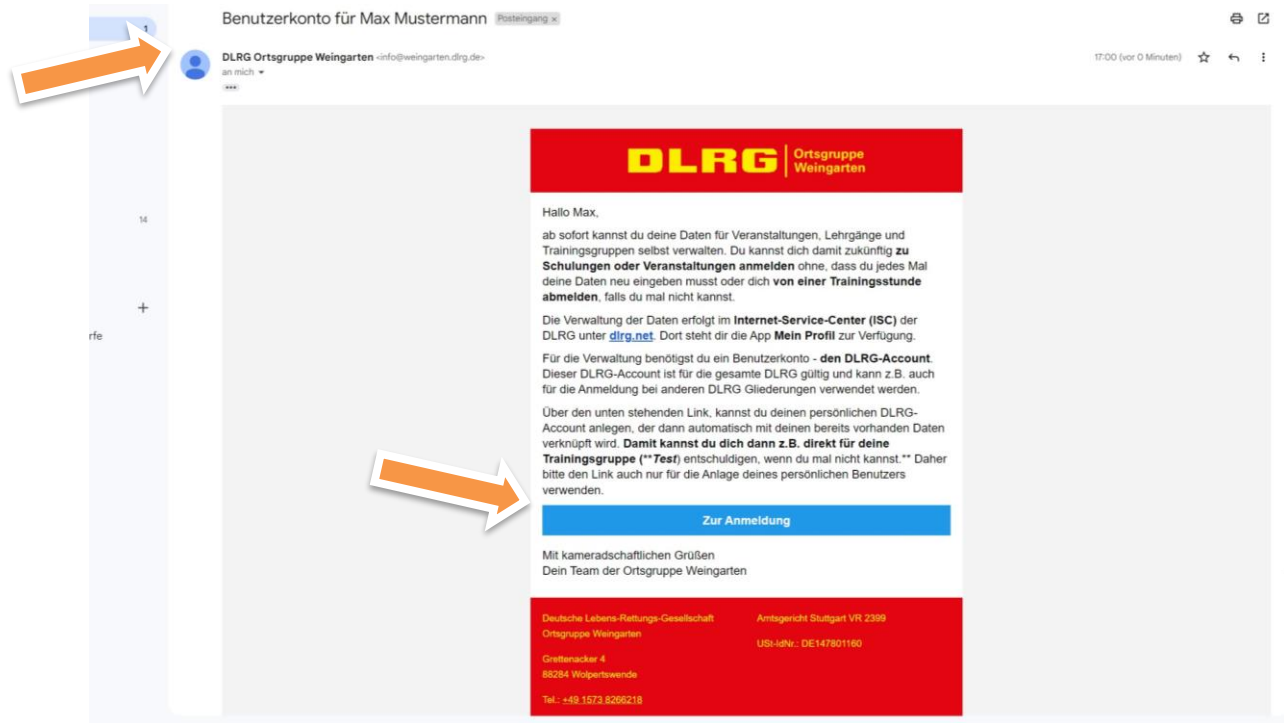 1
Benutzerkonto für Max Mustermann Posteingang ×
DLRG Ortsgruppe Weingarten <info@weingarten.dlrg.de>
17:00 (vor 0 Minuten)
an mich
14
rfe
DLRG Ortsgruppe
Weingarten
Hallo Max,
ab sofort kannst du deine Daten für Veranstaltungen, Lehrgänge und
Trainingsgruppen selbst verwalten. Du kannst dich damit zukünftig zu
Schulungen oder Veranstaltungen anmelden ohne, dass du jedes Mal
deine Daten neu eingeben musst oder dich von einer Trainingsstunde
abmelden, falls du mal nicht kannst.
Die Verwaltung der Daten erfolgt im Internet-Service-Center (ISC) der
DLRG unter dlrg.net. Dort steht dir die App Mein Profil zur Verfügung.
Für die Verwaltung benötigst du ein Benutzerkonto - den DLRG-Account.
Dieser DLRG-Account ist für die gesamte DLRG gültig und kann z.B. auch
für die Anmeldung bei anderen DLRG Gliederungen verwendet werden.
Über den unten stehenden Link, kannst du deinen persönlichen DLRG-
Account anlegen, der dann automatisch mit deinen bereits vorhanden Daten
verknüpft wird. Damit kannst du dich dann z.B. direkt für deine
Trainingsgruppe (**Test) entschuldigen, wenn du mal nicht kannst.** Daher
bitte den Link auch nur für die Anlage deines persönlichen Benutzers
verwenden.
Zur Anmeldung
Mit kameradschaftlichen Grüßen
Dein Team der Ortsgruppe Weingarten
Deutsche Lebens-Rettungs-Gesellschaft
Ortsgruppe Weingarten
Grettenacker 4
88284 Wolpertswende
Tel.: +49 1573 8266218
Amtsgericht Stuttgart VR 2399
USt-IdNr.: DE147801160